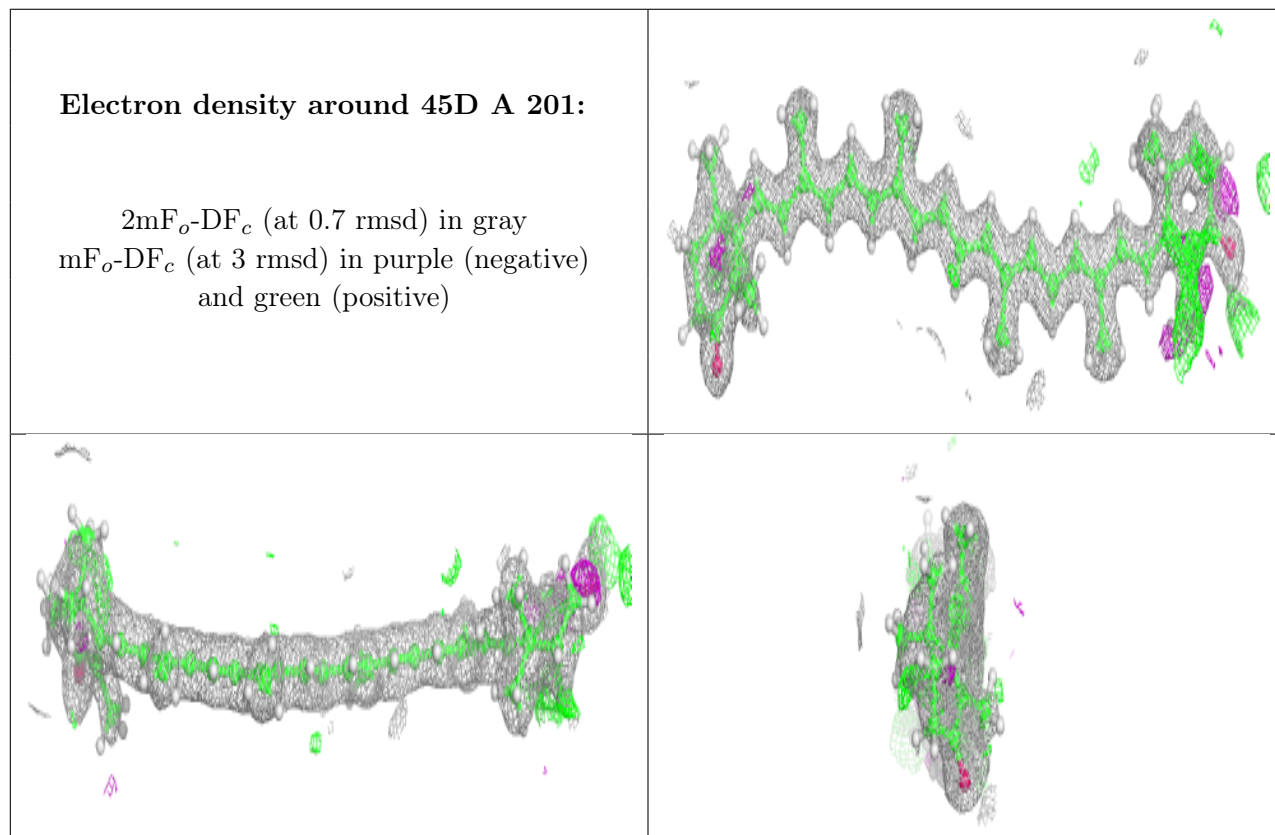 Electron density around 45D A 201:
2mFo-DFc (at 0.7 rmsd) in gray
mFo-DFc (at 3 rmsd) in purple (negative)
and green (positive)